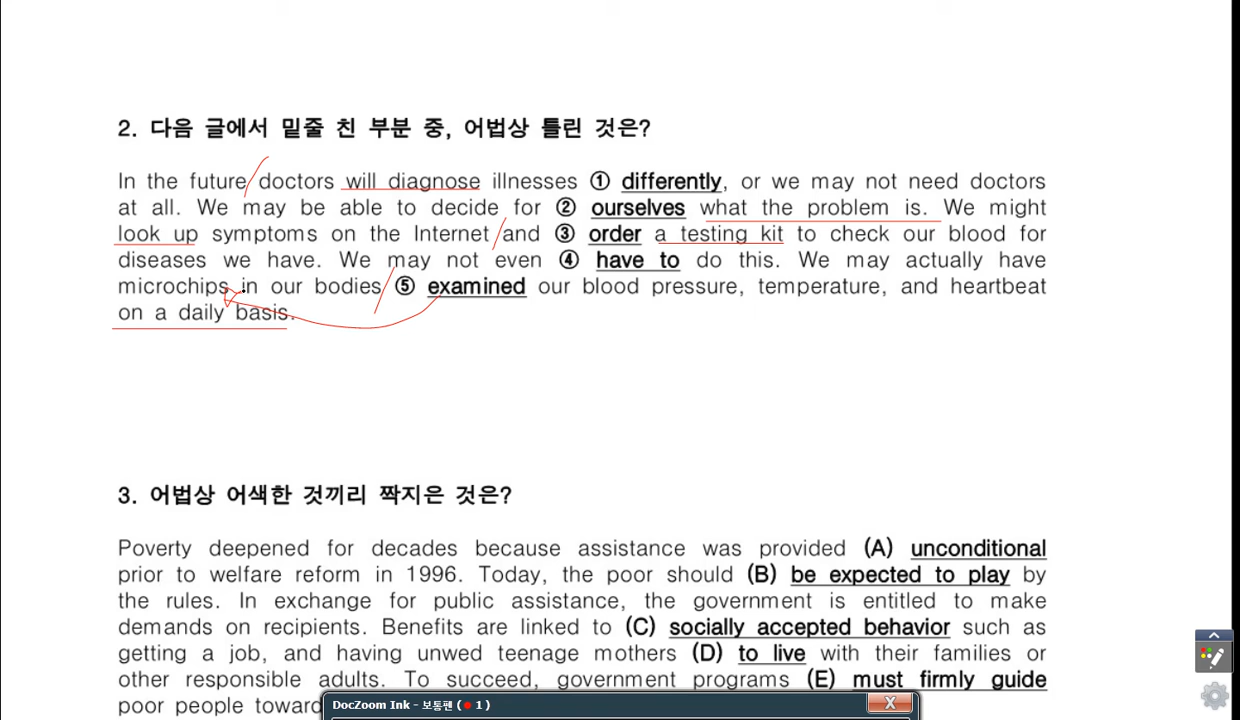 2. 다음 글에서 밑줄 친 부분 중, 어법상 틀린 것은?
In the future doctors will diagnose illnesses ① differently, or we may not need doctors
at all. We may be able to decide for ② ourselves what the problem is. We might
look up symptoms on the Internet and ③ order a testing kit to check our blood for
diseases we have. We may not even ④ have to do this. We may actually have
microchips in our bodies ⑤ examined our blood pressure, temperature, and heartbeat
on a daily basis.
3. 어법상 어색한 것끼리 짝지은 것은?
Poverty deepened for decades because assistance was provided (A) unconditional
prior to welfare reform in 1996. Today, the poor should (B) be expected to play by
the rules. In exchange for public assistance, the government is entitled to make
demands on recipients. Benefits are linked to (C) socially accepted behavior such as
getting a job, and having unwed teenage mothers (D) to live with their families or
other responsible adults. To succeed, government programs (E) must firmly guide
poor people toward
DocZoom Ink - 보통펜 ( 1 )